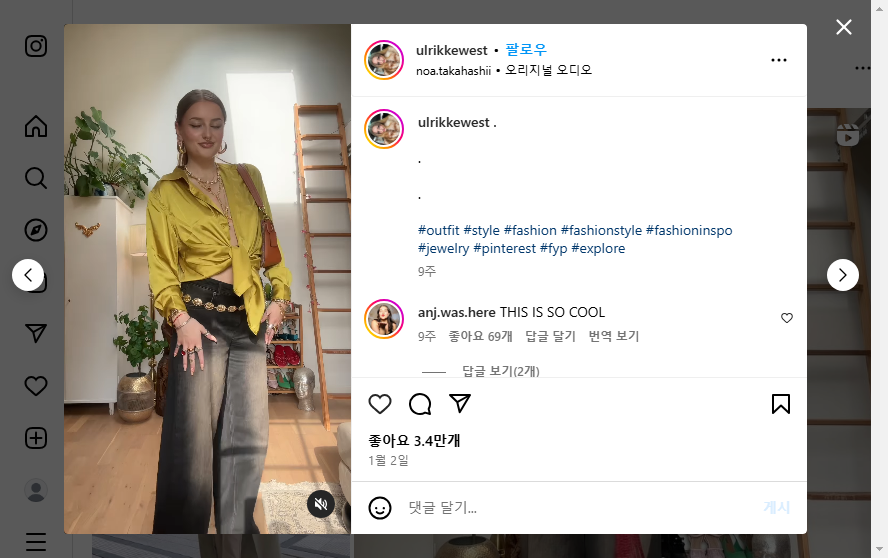 ulrikkewest • 팔로우
noa.takahashii • 오리지널 오디오
ulrikkewest .
.
.
#outfit #style #fashion #fashionstyle #fashioninspo
#jewelry #pinterest #fyp #explore
9주
anj.was.here THIS IS SO COOL
9주 좋아요 69개 답글 달기 번역 보기
답글 보기(2개)
좋아요 3.4만개
1월 2일
댓글 달기...
게시